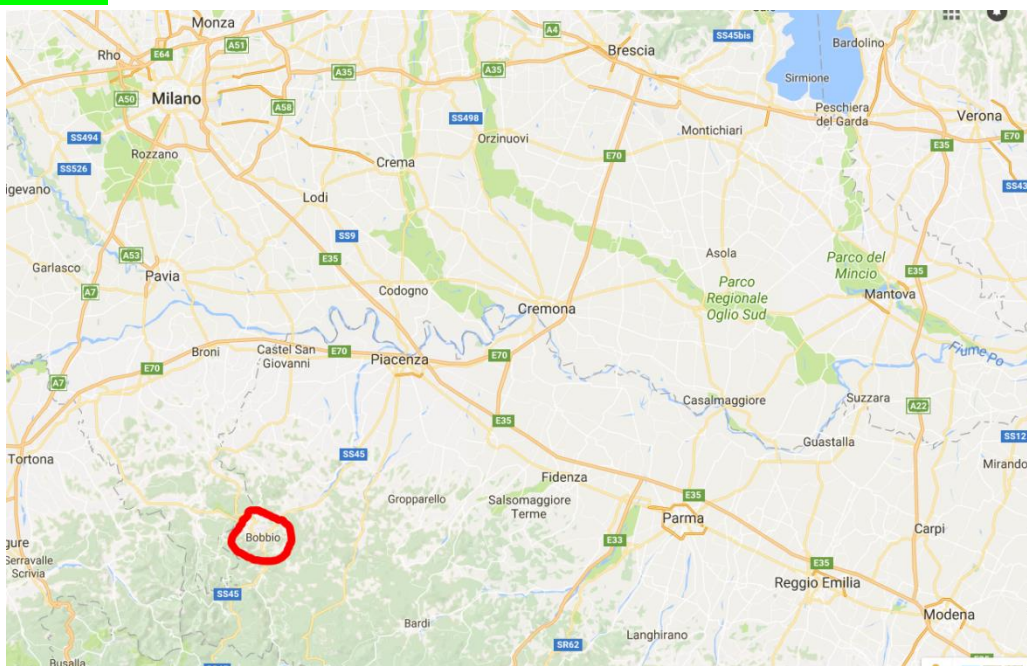 Monza
SS45bis
A4
Bardolino
Rho
E64
A51
Brescia
A35
A35
Sirmione
A50
Milano
A58
Peschiera
del Garda
Verona
SS498
Orzinuovi
Montichiari
SS494
Rozzano
E70
E35
E70
SS526
Crema
igevano
Lodi
SS43
SS9
A53
E35
Asola
Parco del
Mincio
Garlasco
Pavia
E35
A7
Codogno
Parco
Regionale
Oglio Sud
Mantova
Cremona
Broni
Castel San
Giovanni
E70
Piacenza
E70
Fiume Po
E70
A7
Casalmaggiore
Suzzara
A22
E35
Guastalla
SS12
Tortona
SS45
Mirando
Fidenza
Gropparello
Salsomaggiore
Terme
E35
Parma
Carpi
Bobbio
gure
E33
Serravalle
Scrivia
E35
Reggio Emilia
SS45
Modena
Bardi
Langhirano
SR62
Busalla